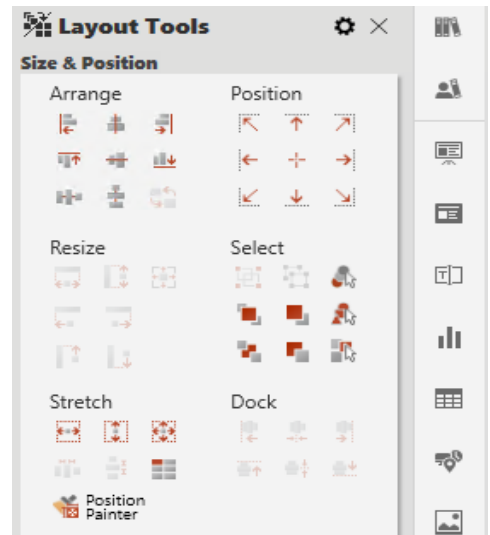 Layout Tools
Size & Position
Arrange
Position
Resize
Select
Stretch
Dock
Position
Painter